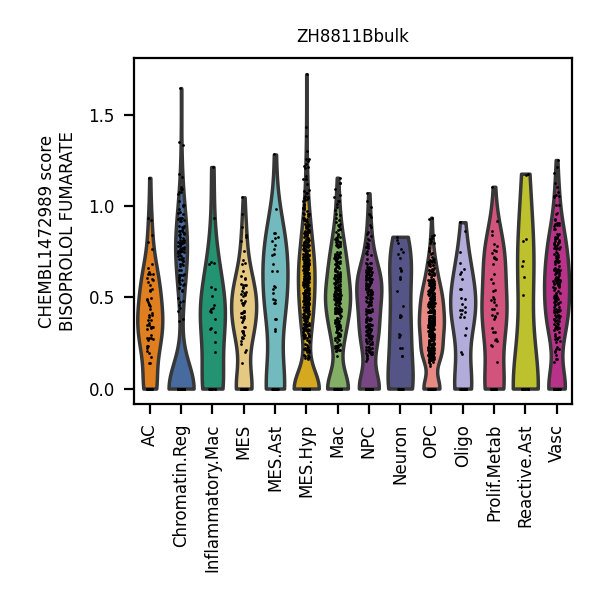 ZH8811Bbulk
CHEMBL1472989 score
BISOPROLOL FUMARATE
1.5
1.0
0.5
0.0
AC
Chromatin.Reg
Inflammatory.Mac
MES
MES.Ast
MES.Hyp
Mac
NPC
Neuron
OPC
Oligo
Prolif.Metab
Reactive.Ast
Vasc